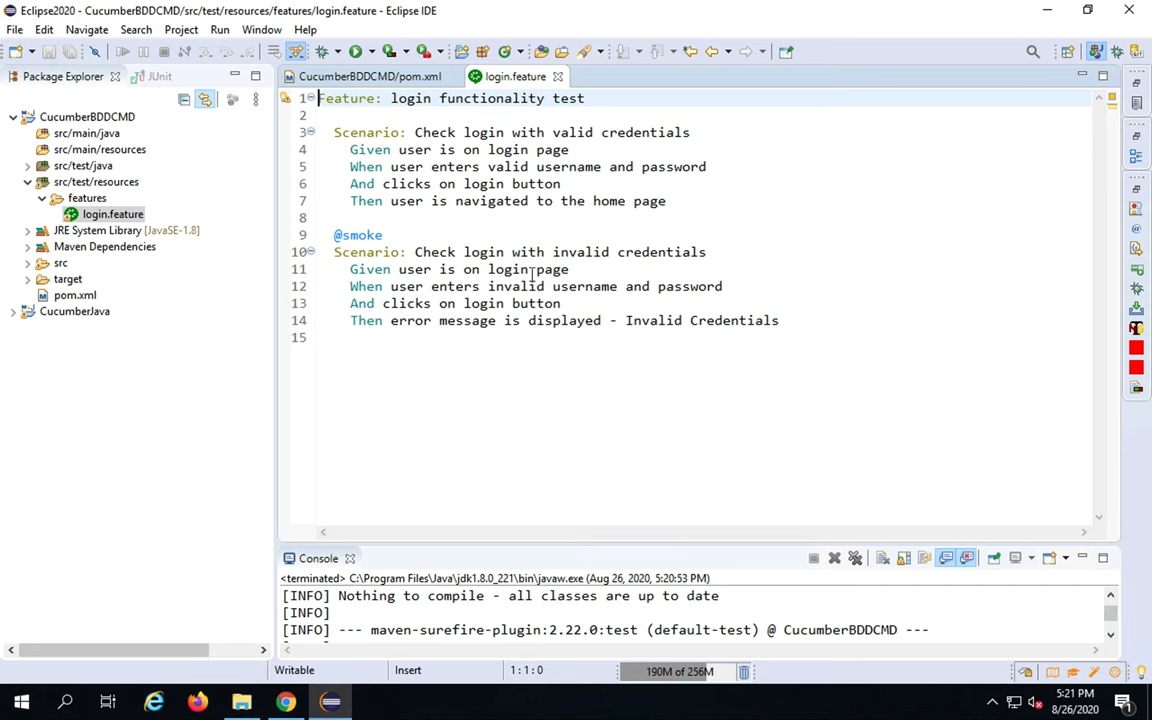 Eclipse2020 - CucumberBDDCMD/src/test/resources/features/login.feature - Eclipse IDE
File Edit Navigate Search Project Run Window Help
Package Explorer JUnit
CucumberBDDCMD/pom.xml login.feature
CucumberBDDCMD
src/main/java
src/main/resources
src/test/java
src/test/resources
features
login.feature
JRE System Library [JavaSE-1.8]
Maven Dependencies
src
target
pom.xml
CucumberJava
1 Feature: login functionality test
2
3 Scenario: Check login with valid credentials
4 Given user is on login page
5 When user enters valid username and password
6 And clicks on login button
7 Then user is navigated to the home page
8
9 @smoke
10 Scenario: Check login with invalid credentials
11 Given user is on login page
12 When user enters invalid username and password
13 And clicks on login button
14 Then error message is displayed - Invalid Credentials
15
Console
<terminated> C:\Program Files\Java\jdk1.8.0_221\bin\javaw.exe (Aug 26, 2020, 5:20:53 PM)
[INFO] Nothing to compile - all classes are up to date
[INFO]
[INFO] --- maven-surefire-plugin:2.22.0:test (default-test) @ CucumberBDDCMD ---
Writable Insert 1:1:0 190M of 256M
5:21 PM
8/26/2020
1